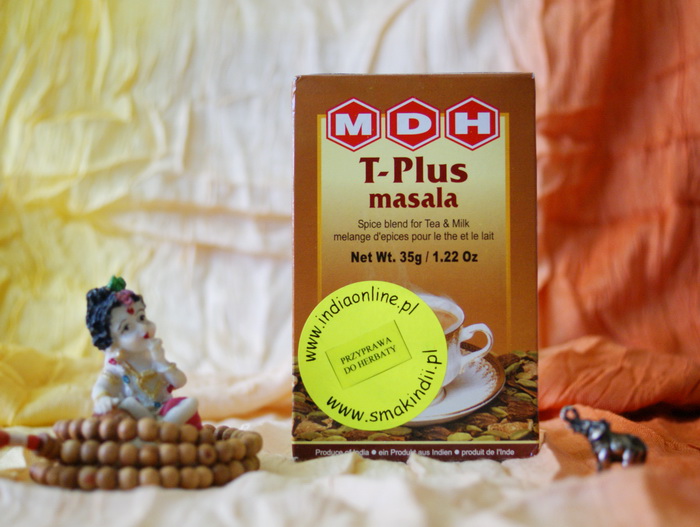 MDH
T-Plus
masala
Spice blend for Tea & Milk
melange d'epices pour le the et le lait
Net Wt. 35g / 1.22 Oz
www.indiaonline.pl
PRZYPRAWA
DO HERBATY
www.smakindii.pl
Produce of India ● ein Produkt aus Indien ● produit de l'Inde